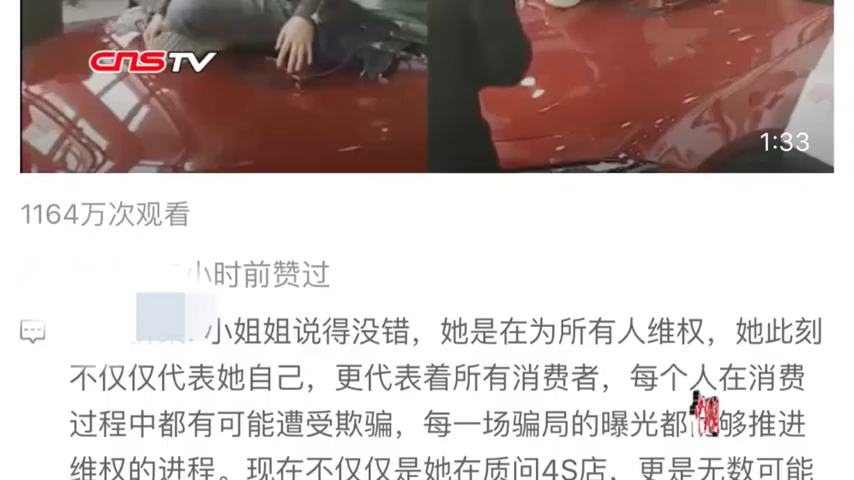 CNSTV
1:33
1164万次观看
小时前赞过
小姐姐说得没错，她是在为所有人维权，她此刻
不仅仅代表她自己，更代表着所有消费者，每个人在消费
过程中都有可能遭受欺骗，每一场骗局的曝光都够推进
维权的进程。现在不仅仅是她在质问4S店，更是无数可能